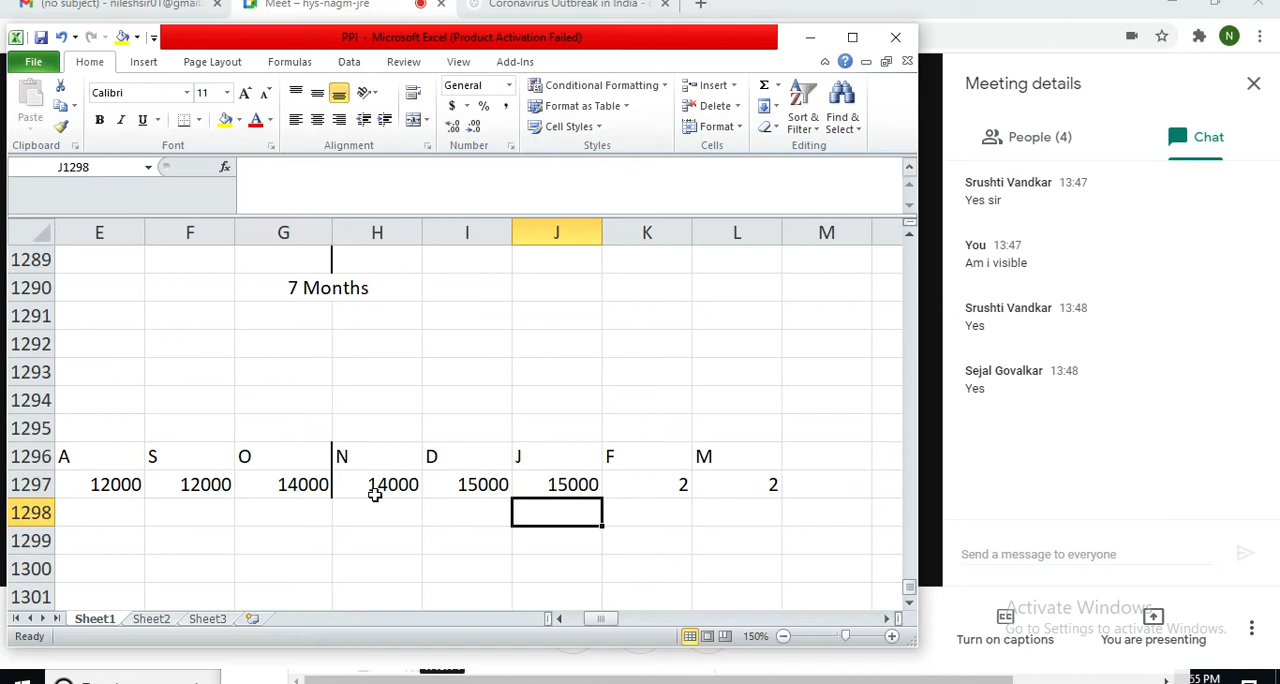 (no subject) - nileshsir01@gmail.
Meet – hys-nagm-jre
Coronavirus Outbreak in India -
PPI - Microsoft Excel (Product Activation Failed)
File Home Insert Page Layout Formulas Data Review View Add-Ins
Paste
Calibri 11
General
Conditional Formatting
Format as Table
Cell Styles
Insert
Delete
Format
Sort & Filter
Find & Select
Clipboard Font Alignment Number Styles Cells Editing
J1298 fx
E F G H I J K L M
1289
1290 7 Months
1291
1292
1293
1294
1295
1296 A S O N D J F M
1297 12000 12000 14000 14000 15000 15000 2 2
1298
1299
1300
1301
Sheet1 Sheet2 Sheet3
Ready 150%
N
Meeting details
People (4) Chat
Srushti Vandkar 13:47
Yes sir
You 13:47
Am i visible
Srushti Vandkar 13:48
Yes
Sejal Govalkar 13:48
Yes
Send a message to everyone
Activate Windows
Go to Settings to activate Windows.
Turn on captions You are presenting
55 PM